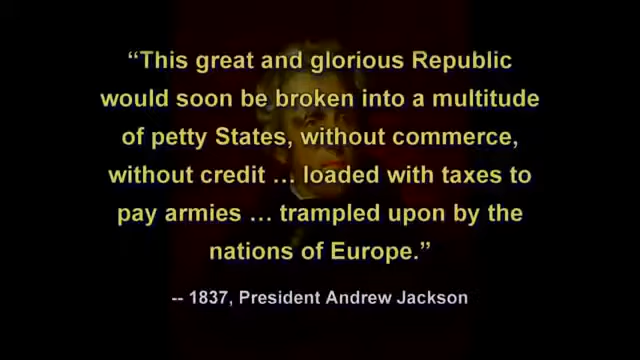 “This great and glorious Republic
would soon be broken into a multitude
of petty States, without commerce,
without credit … loaded with taxes to
pay armies … trampled upon by the
nations of Europe.”
-- 1837, President Andrew Jackson